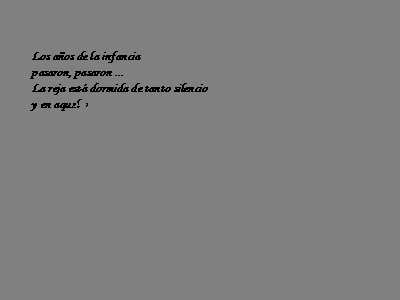 Los años de la infancia
pasaron, pasaron ...
La reja está dormida de tanto silencio
y en aquel